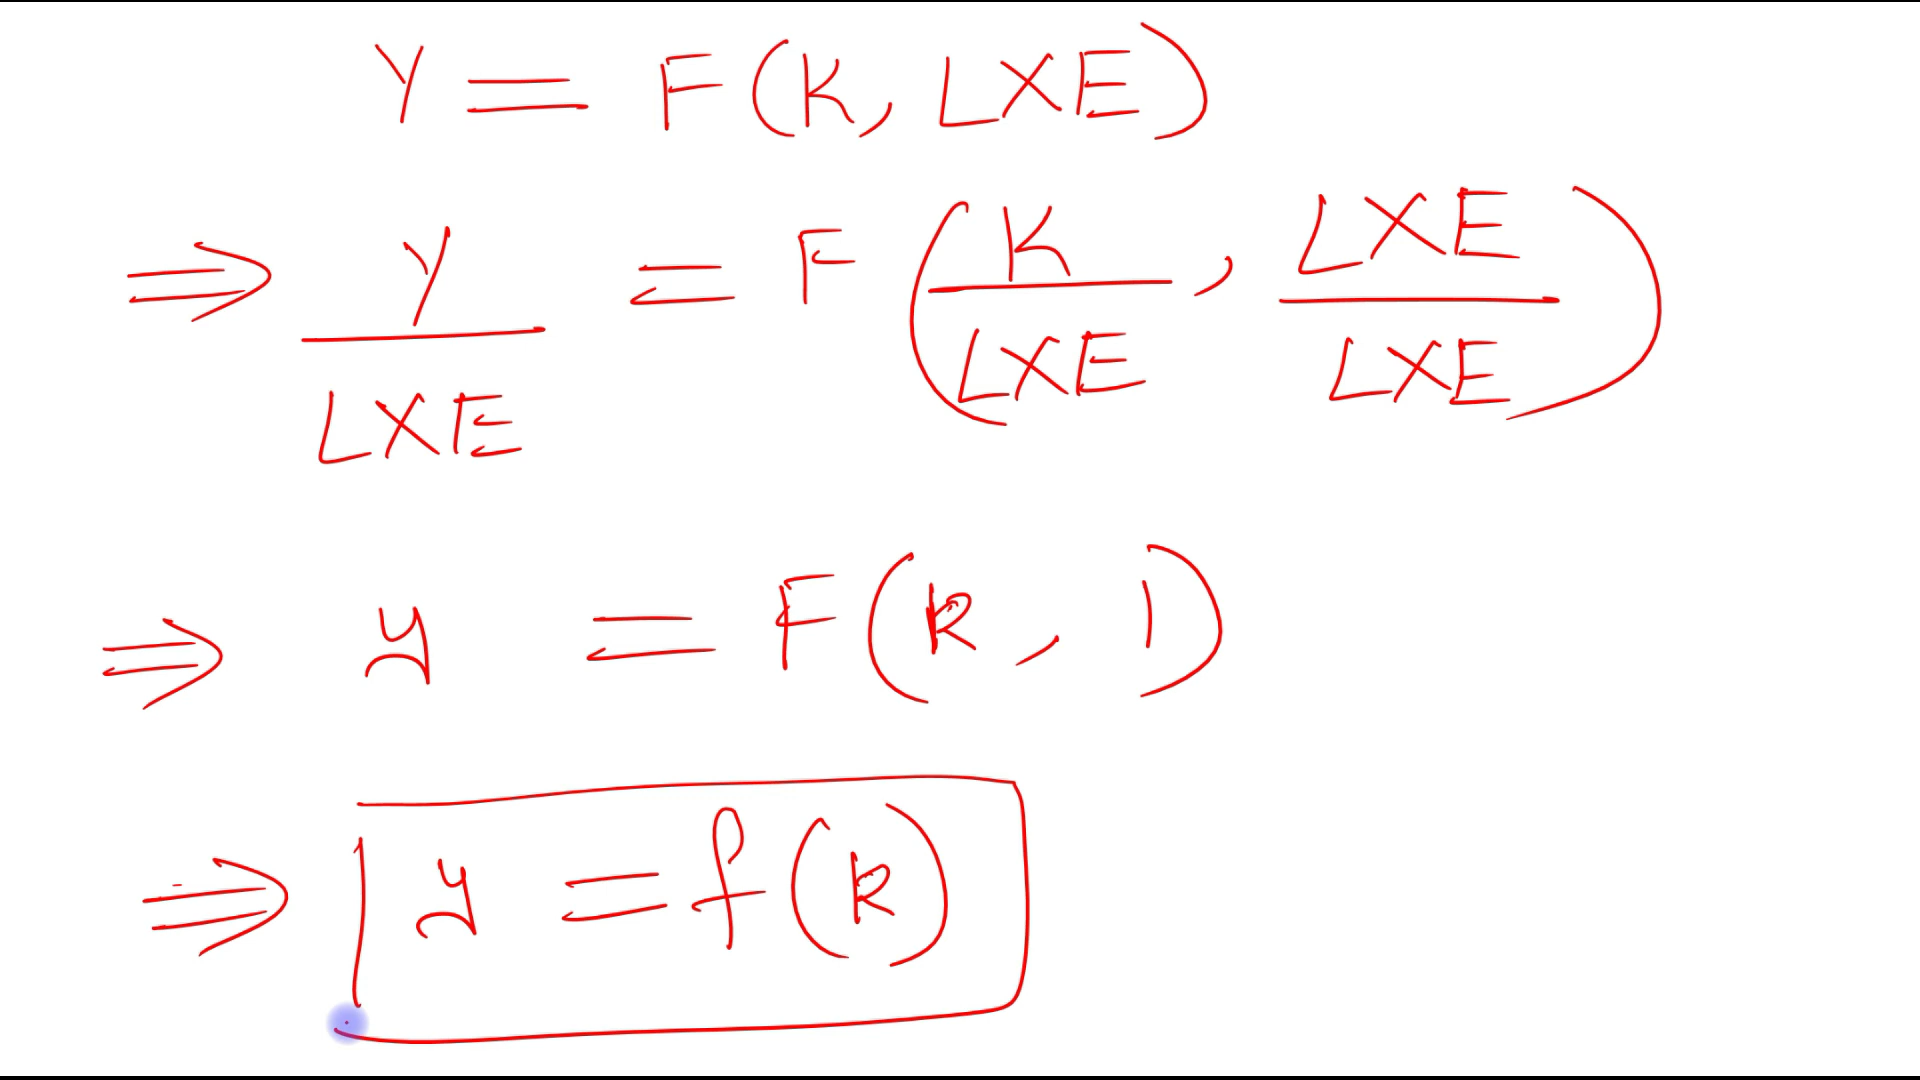 Y = F(K, LXE)
⇒ Y/LXE = F(K/LXE, LXE/LXE)
⇒ y = F(k, 1)
⇒ y = f(k)